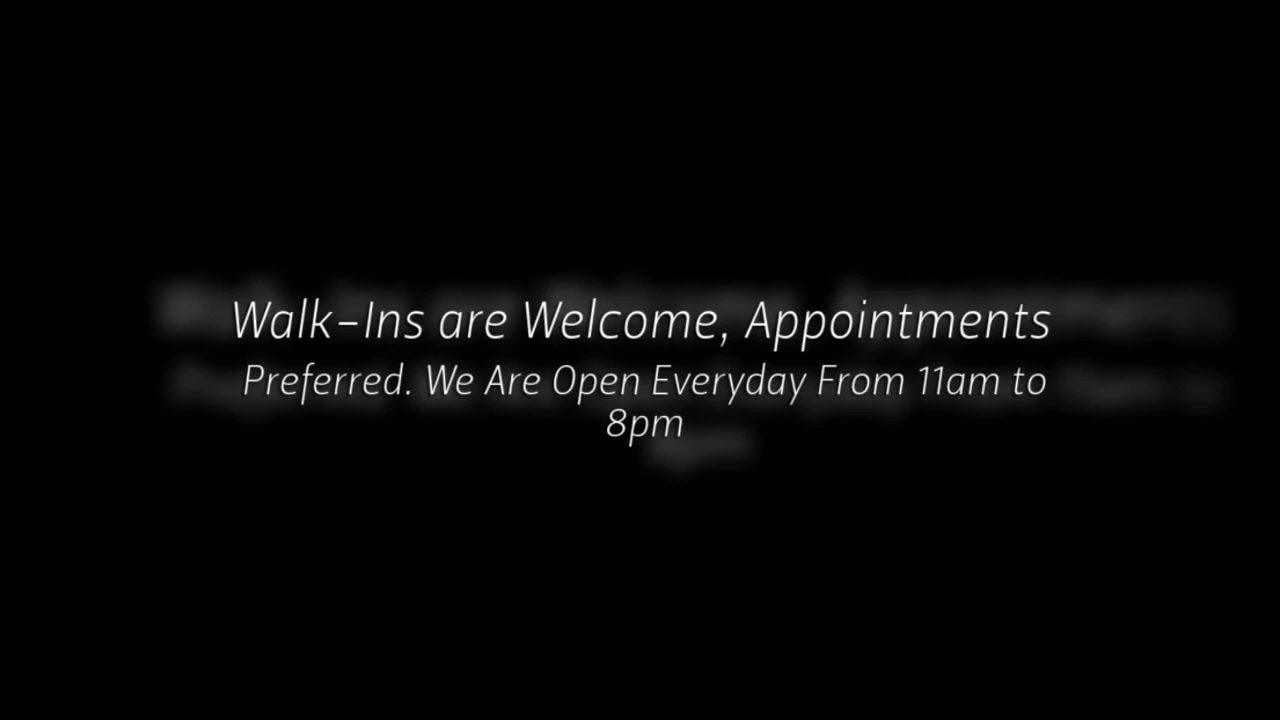 Walk-Ins are Welcome, Appointments
Preferred. We Are Open Everyday From 11am to
8pm